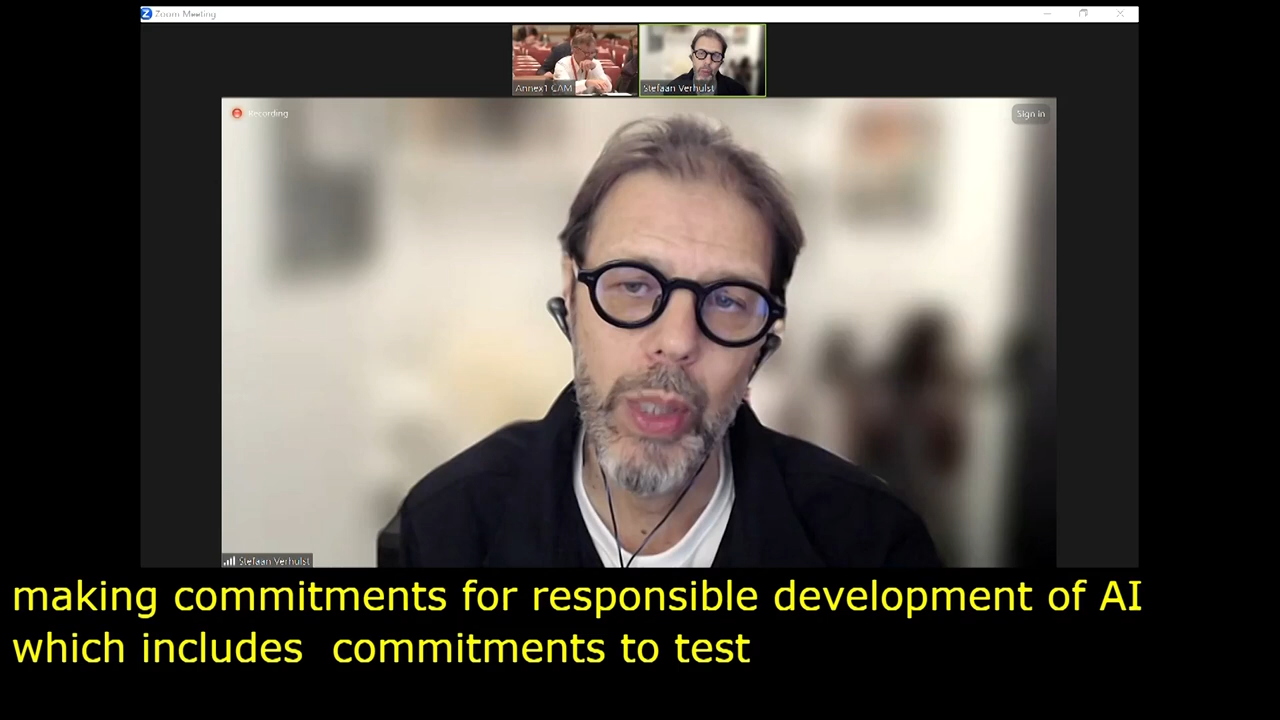 Zoom Meeting
Annex1 CAM
Stefaan Verhulst
Recording
Sign in
Stefaan Verhulst
making commitments for responsible development of AI
which includes  commitments to test